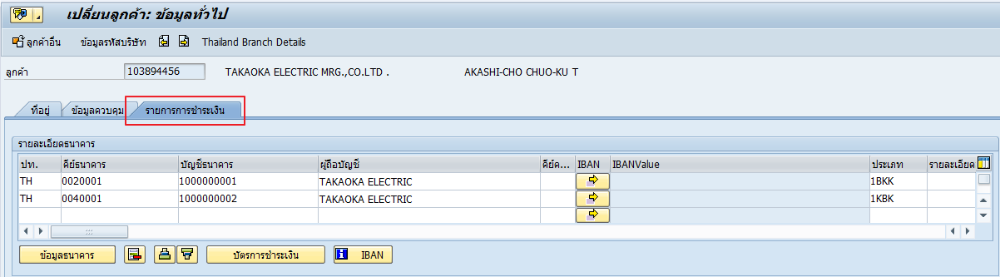 เปลี่ยนลูกค้า: ข้อมูลทั่วไป
ลูกค้าอื่น ข้อมูลรหัสบริษัท Thailand Branch Details
ลูกค้า 103894456 TAKAOKA ELECTRIC MRG.,CO.LTD . AKASHI-CHO CHUO-KU T
ที่อยู่ ข้อมูลควบคุม รายการการชำระเงิน
รายละเอียดธนาคาร
ปท. คีย์ธนาคาร บัญชีธนาคาร ผู้ถือบัญชี คีย์ค... IBAN IBANValue ประเภท รายละเอียด
TH 0020001 1000000001 TAKAOKA ELECTRIC 1BKK
TH 0040001 1000000002 TAKAOKA ELECTRIC 1KBK
ข้อมูลธนาคาร บัตรการชำระเงิน IBAN